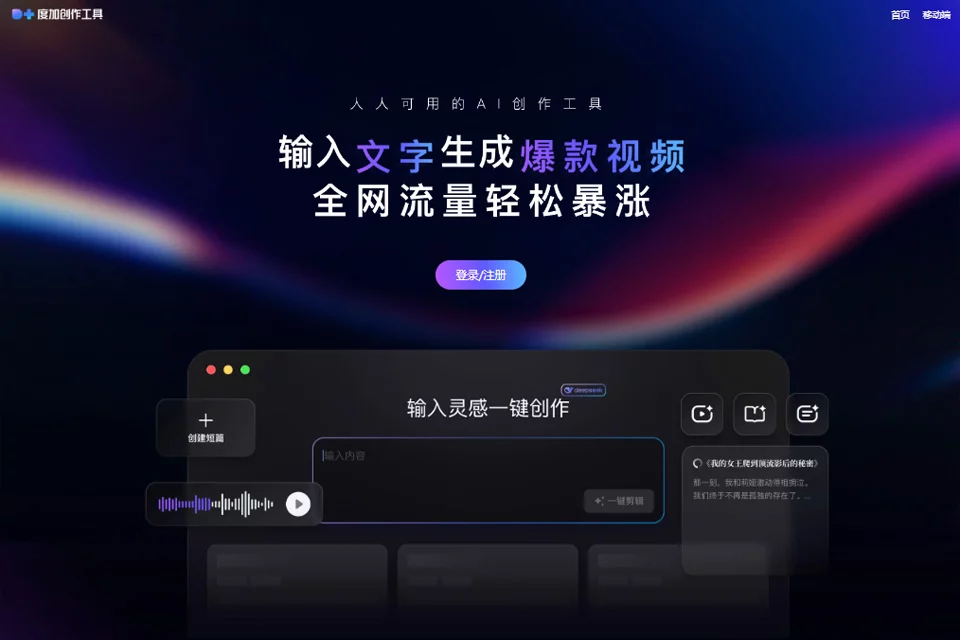 度加创作工具
首页 移动端
人人可用的AI创作工具
输入文字生成爆款视频
全网流量轻松暴涨
登录/注册
deepseek
输入灵感一键创作
创建短篇
输入内容
一键剪辑
《我的女王爬到顶流影后的秘密》
那一刻，我和莉娅激动得相拥泣。
我们终于不再是孤独的存在了。...